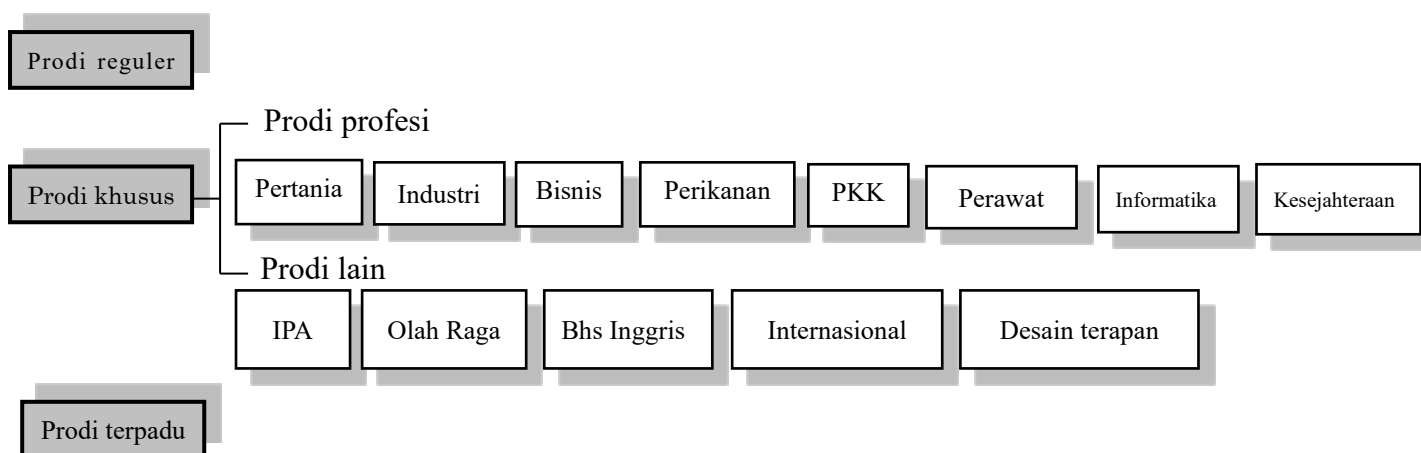 Prodi reguler
Prodi profesi
Prodi khusus
Pertania
Industri
Bisnis
Perikanan
PKK
Perawat
Informatika
Kesejahteraan
Prodi lain
IPA
Olah Raga
Bhs Inggris
Internasional
Desain terapan
Prodi terpadu